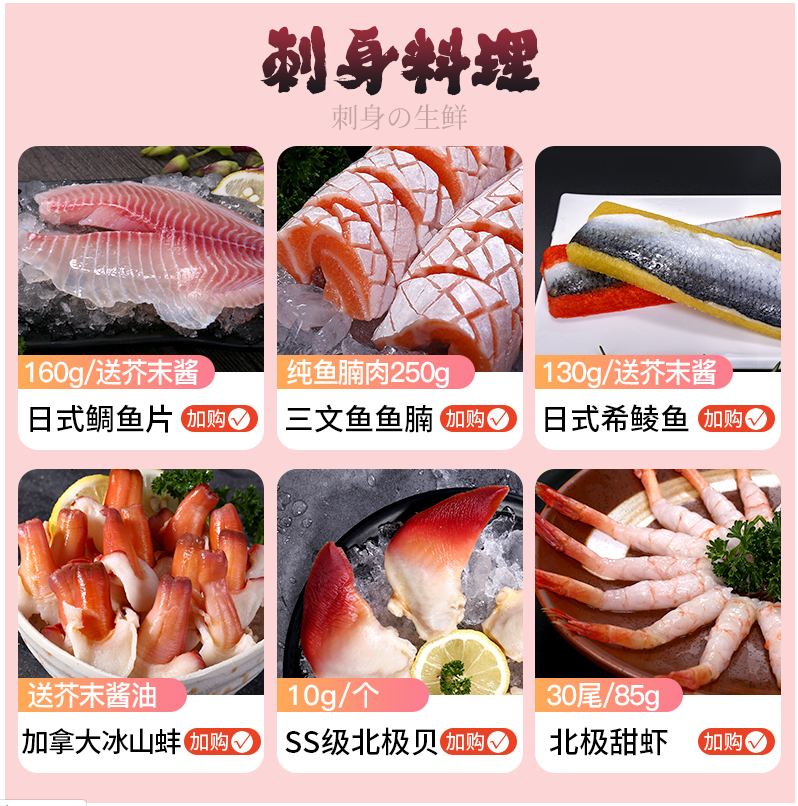 刺身料理
刺身の生鲜
160g/送芥末酱
纯鱼腩肉250g
130g/送芥末酱
日式鲷鱼片 加购
三文鱼鱼腩 加购
日式希鲮鱼 加购
送芥末酱油
10g/个
30尾/85g
加拿大冰山蚌 加购
SS级北极贝 加购
北极甜虾 加购